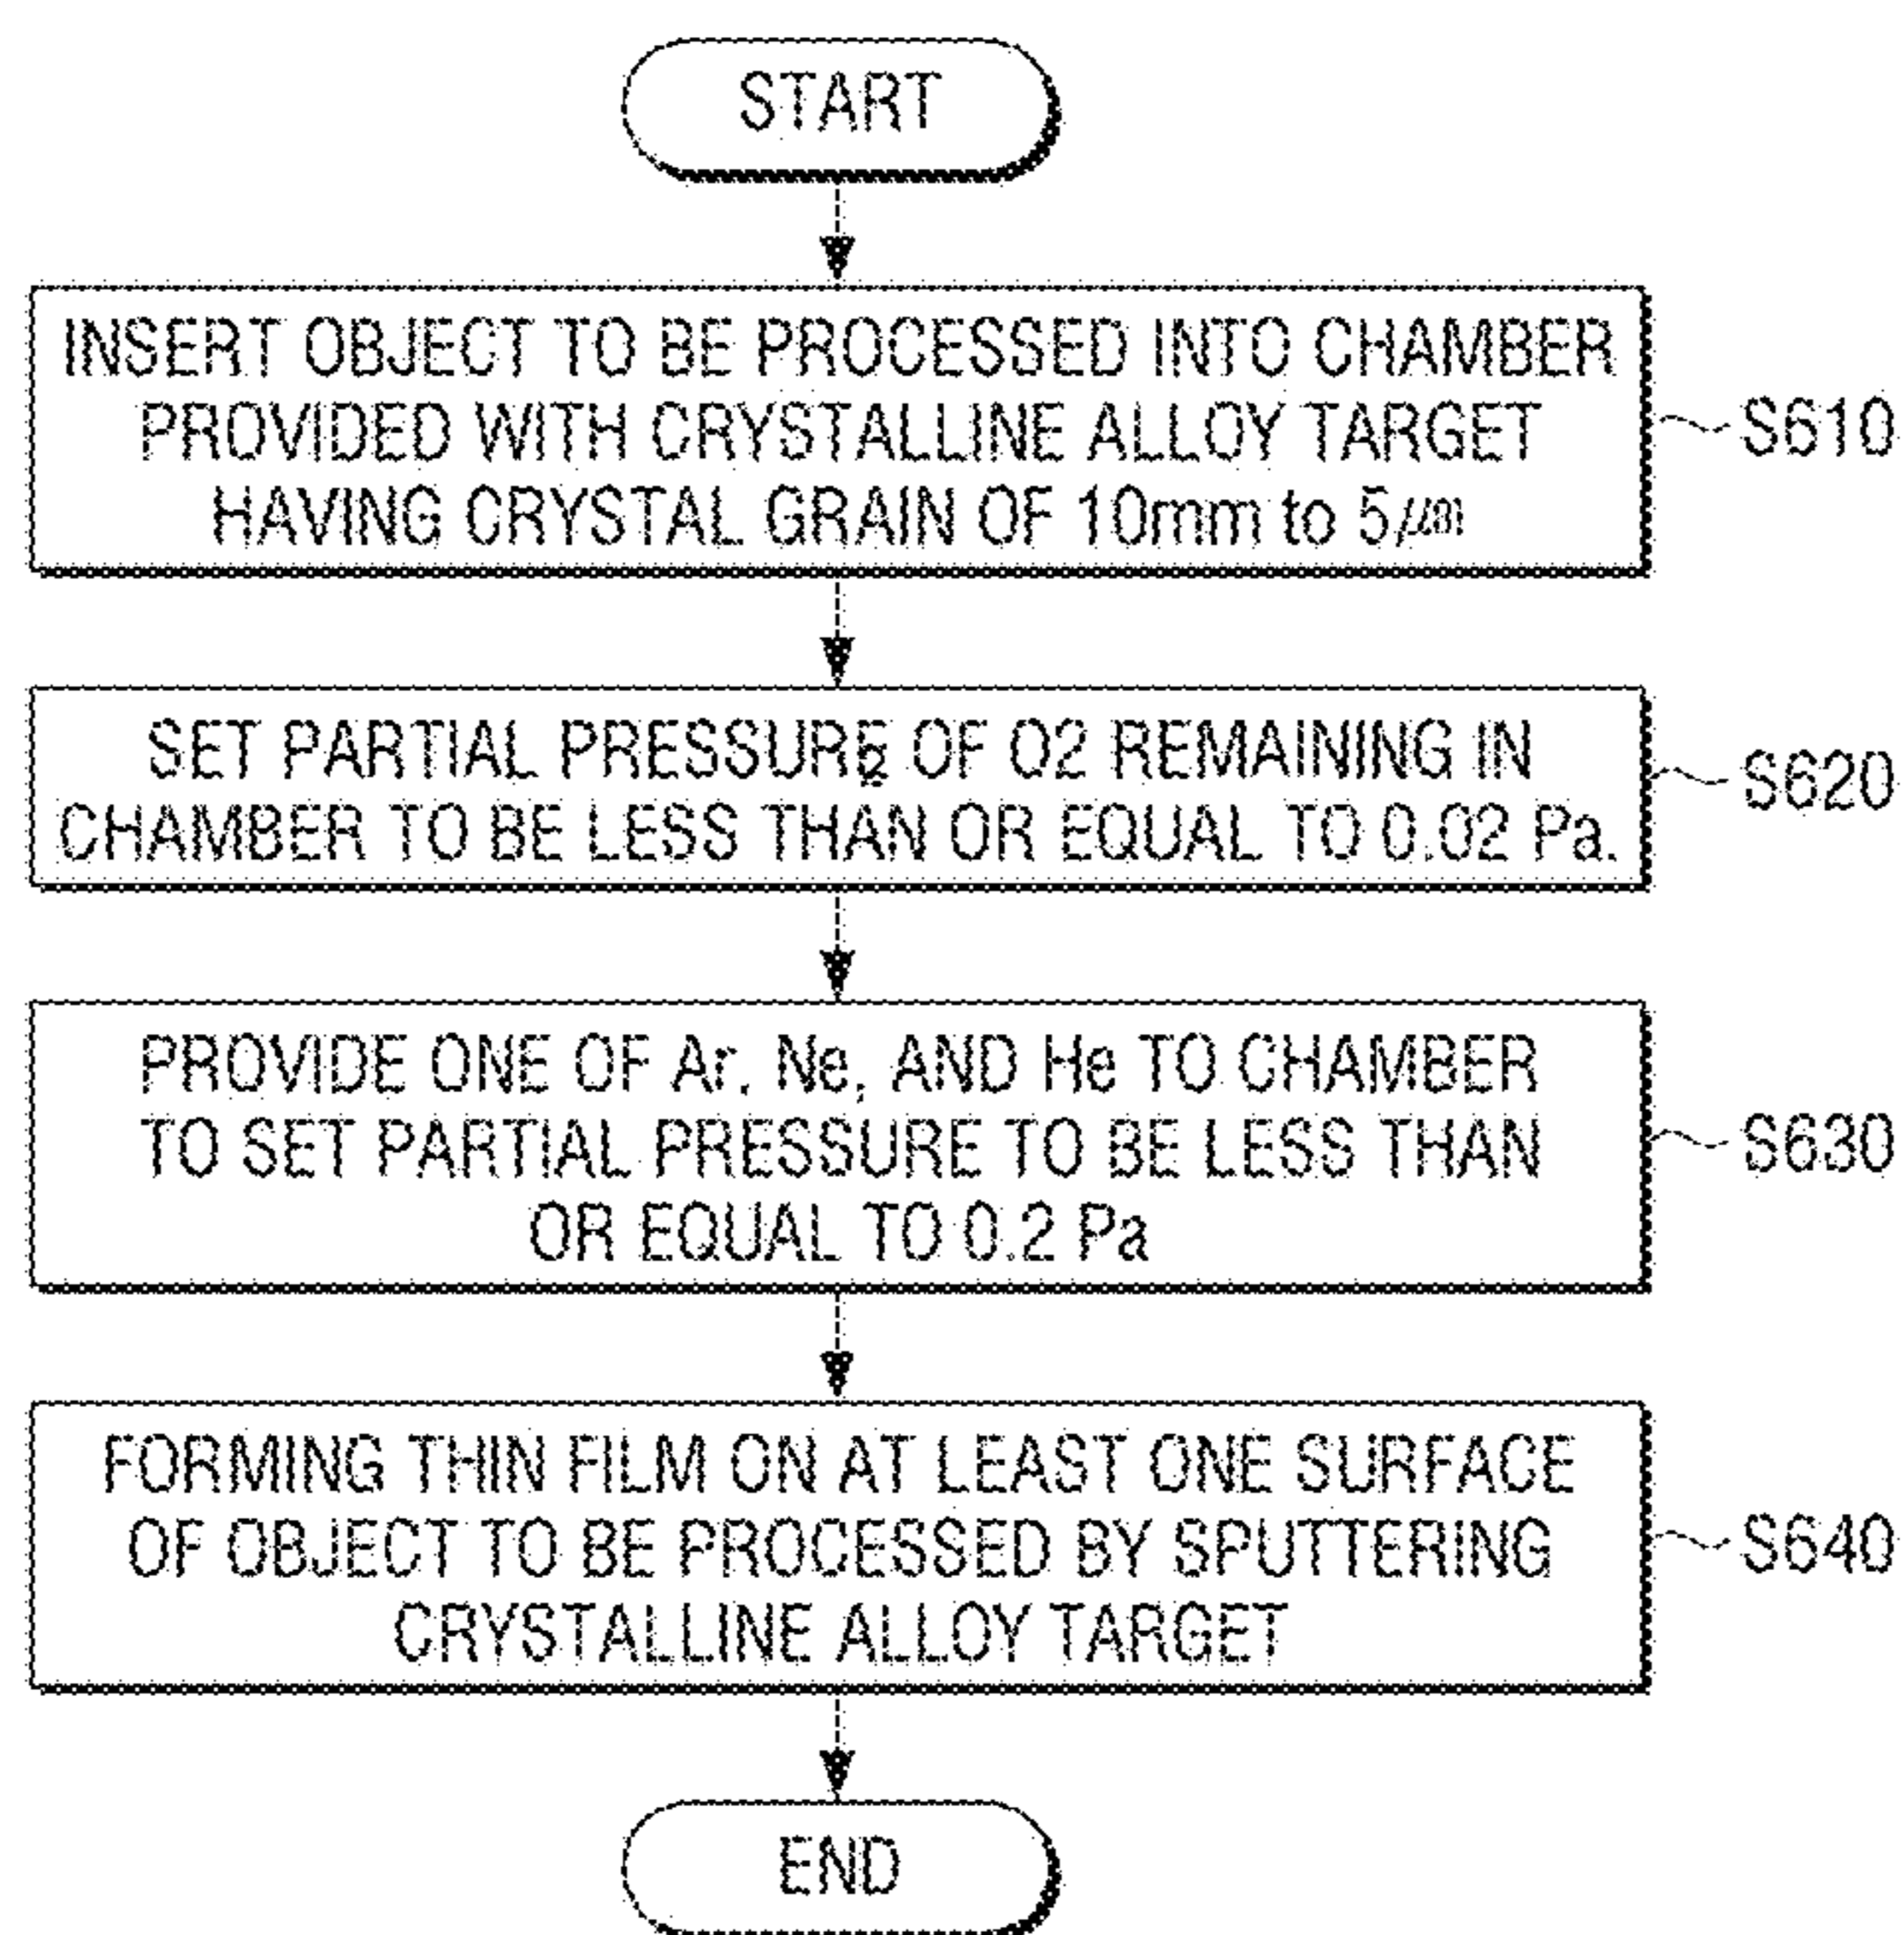 START
INSERT OBJECT TO BE PROCESSED INTO CHAMBER
PROVIDED WITH CRYSTALLINE ALLOY TARGET
HAVING CRYSTAL GRAIN OF 10mm to 5㎛
S610
SET PARTIAL PRESSURE OF O2 REMAINING IN
2
CHAMBER TO BE LESS THAN OR EQUAL TO 0.02 Pa.
S620
PROVIDE ONE OF Ar, Ne, AND He TO CHAMBER
TO SET PARTIAL PRESSURE TO BE LESS THAN
OR EQUAL TO 0.2 Pa
S630
FORMING THIN FILM ON AT LEAST ONE SURFACE
OF OBJECT TO BE PROCESSED BY SPUTTERING
CRYSTALLINE ALLOY TARGET
S640
END